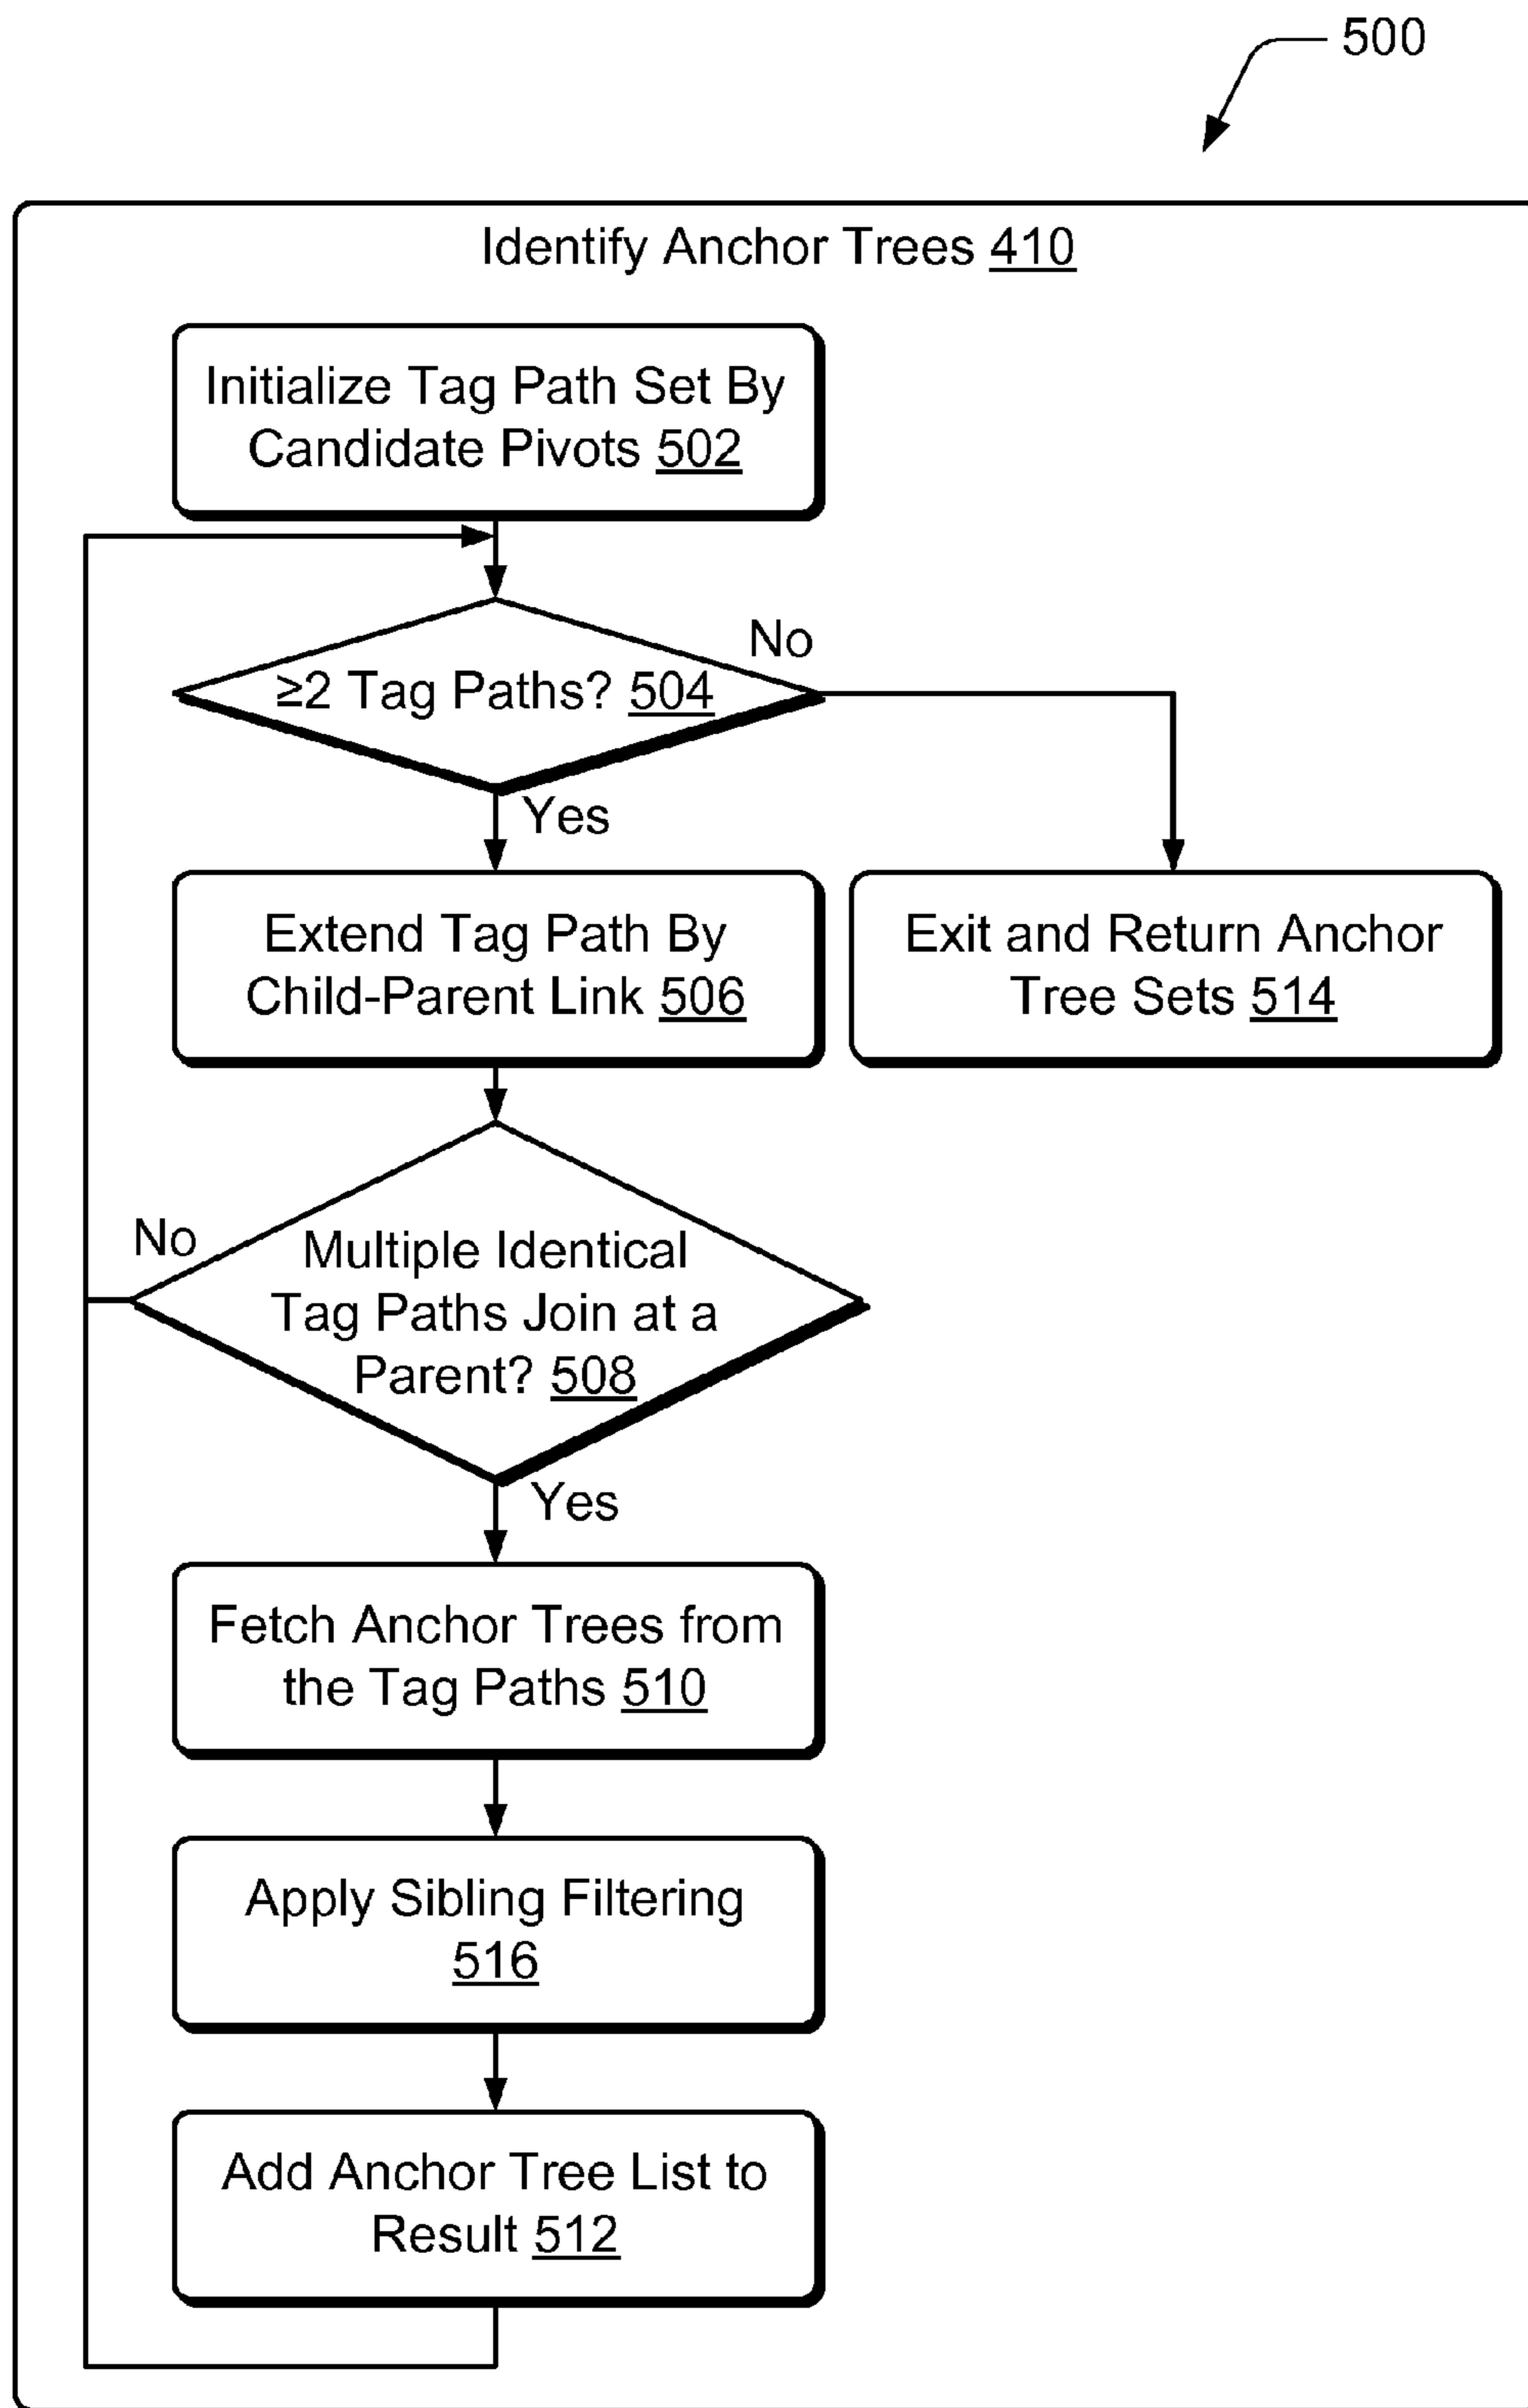 500
Identify Anchor Trees 410
Initialize Tag Path Set By
Candidate Pivots 502
No
≥2 Tag Paths? 504
Yes
Extend Tag Path By
Child-Parent Link 506
Exit and Return Anchor
Tree Sets 514
No
Multiple Identical
Tag Paths Join at a
Parent? 508
Yes
Fetch Anchor Trees from
the Tag Paths 510
Apply Sibling Filtering
516
Add Anchor Tree List to
Result 512